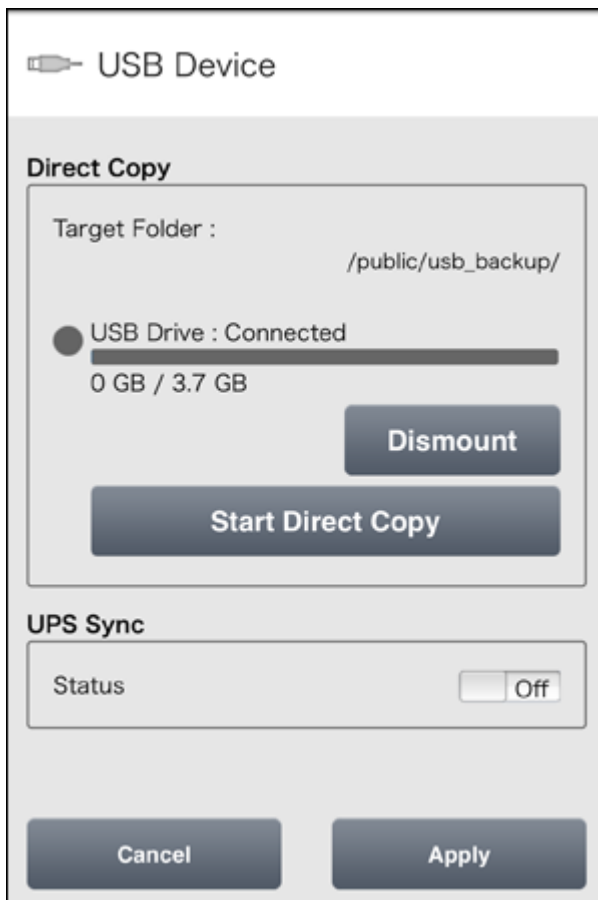 USB Device
Direct Copy
Target Folder :
/public/usb_backup/
USB Drive : Connected
0 GB / 3.7 GB
Dismount
Start Direct Copy
UPS Sync
Status
Off
Cancel
Apply